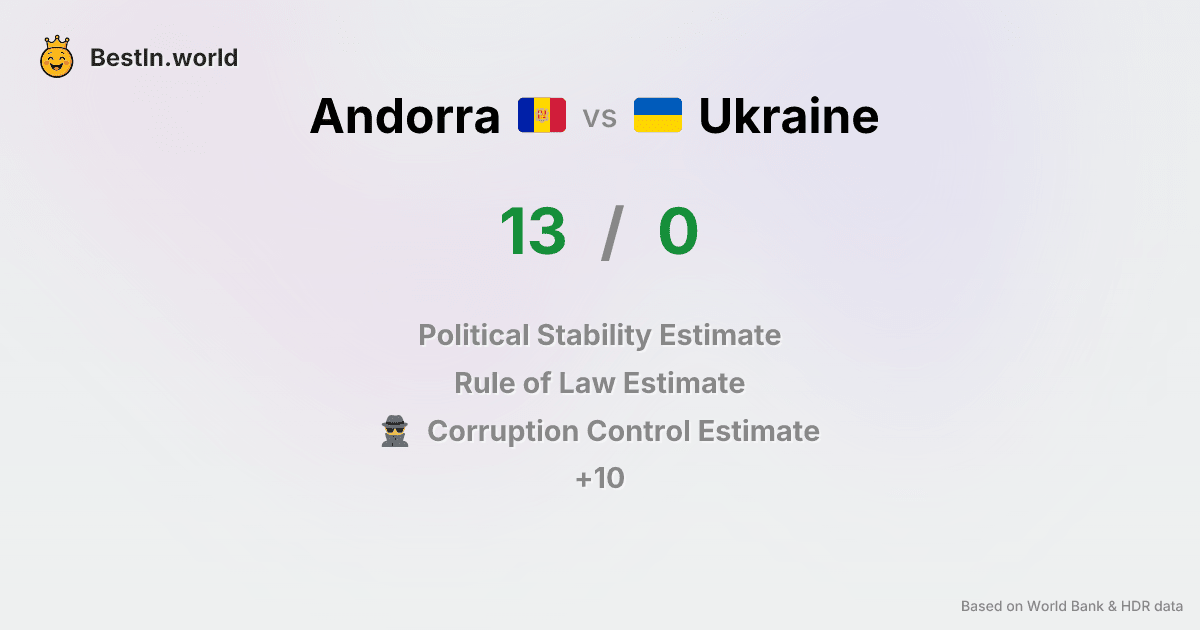 BestIn.world
Andorra vs Ukraine
13 / 0
Political Stability Estimate
Rule of Law Estimate
Corruption Control Estimate
+10
Based on World Bank & HDR data